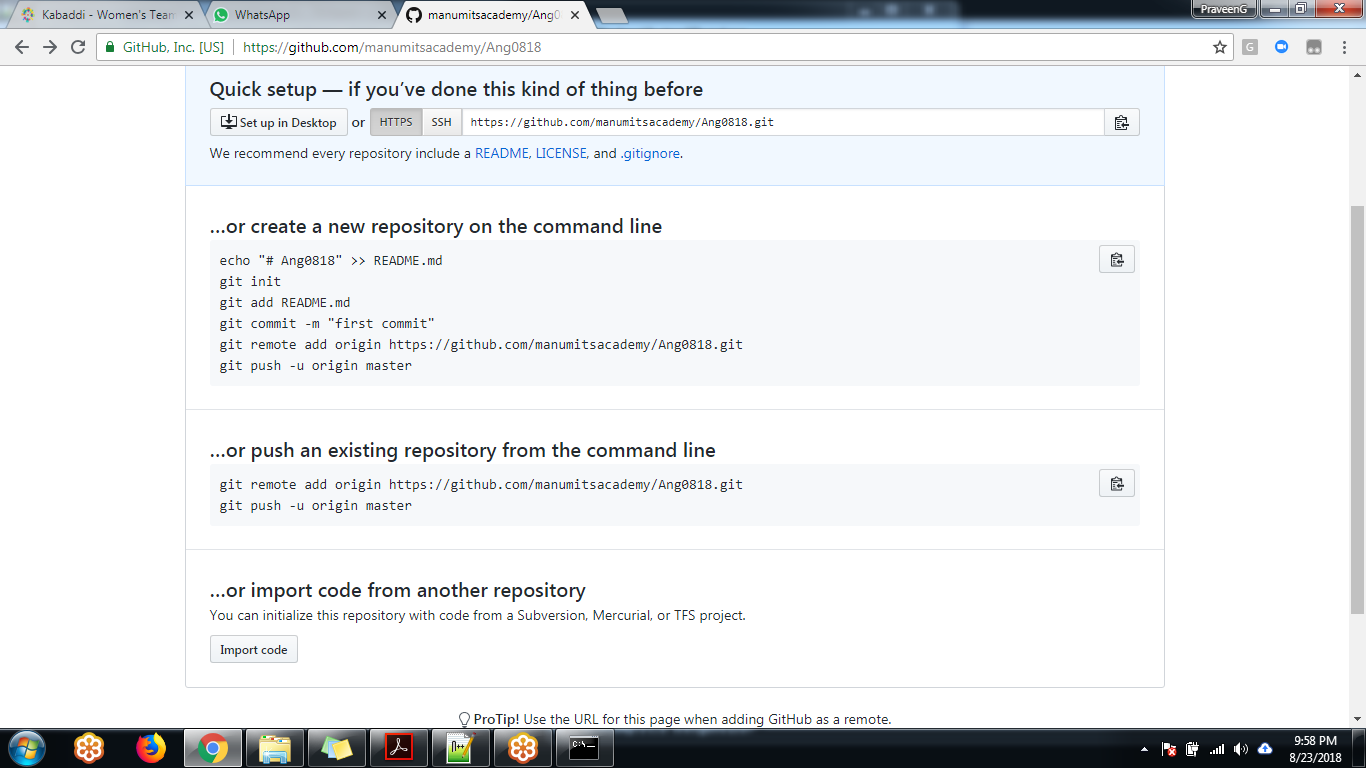 Kabaddi - Women's Team
WhatsApp
manumitsacademy/Ang0
PraveenG
GitHub, Inc. [US]
https://github.com/manumitsacademy/Ang0818
G
Quick setup — if you’ve done this kind of thing before
Set up in Desktop or HTTPS SSH https://github.com/manumitsacademy/Ang0818.git
We recommend every repository include a README, LICENSE, and .gitignore.
…or create a new repository on the command line
echo "# Ang0818" >> README.md
git init
git add README.md
git commit -m "first commit"
git remote add origin https://github.com/manumitsacademy/Ang0818.git
git push -u origin master
…or push an existing repository from the command line
git remote add origin https://github.com/manumitsacademy/Ang0818.git
git push -u origin master
…or import code from another repository
You can initialize this repository with code from a Subversion, Mercurial, or TFS project.
Import code
ProTip! Use the URL for this page when adding GitHub as a remote.
9:58 PM
8/23/2018